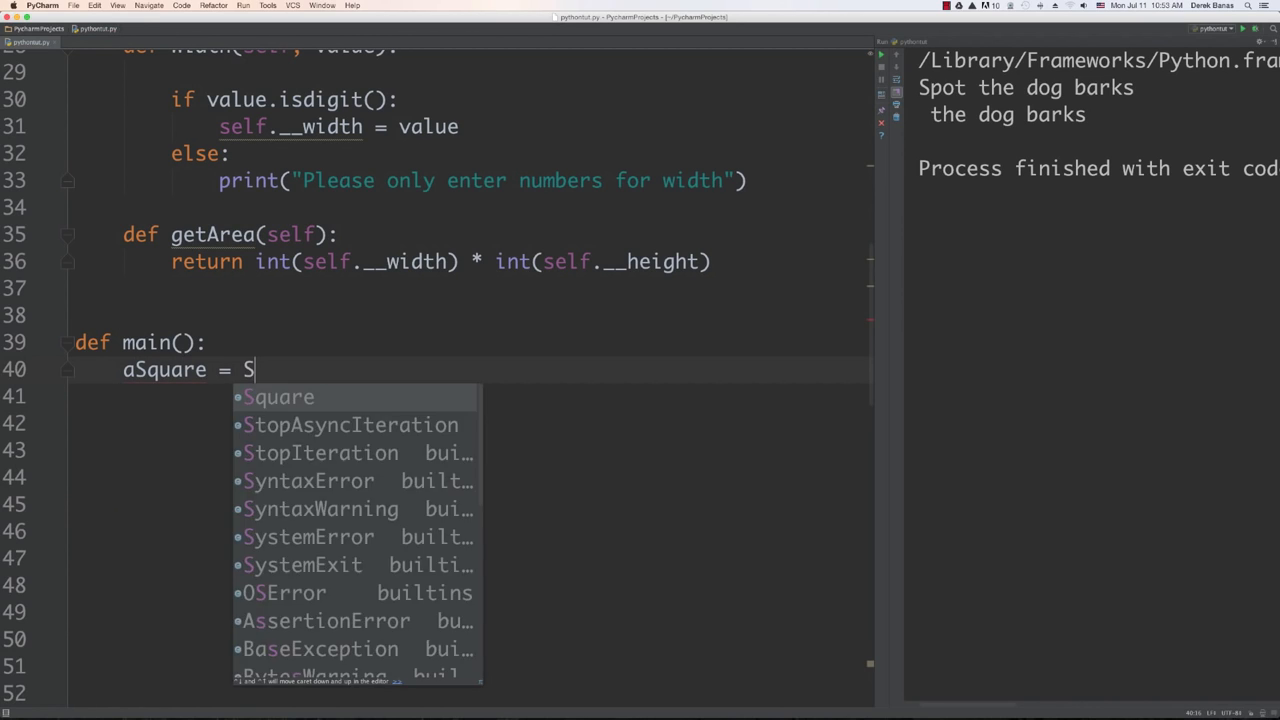 PyCharm File Edit View Navigate Code Refactor Run Tools VCS Window Help
10 Mon Jul 11 10:53 AM Derek Banas
pythontut.py - PycharmProjects - [~/PycharmProjects]
PycharmProjects pythontut.py
pythontut
pythontut.py
Run pythontut
28 def width(self, value):
29
30 if value.isdigit():
31 self.__width = value
32 else:
33 print("Please only enter numbers for width")
34
35 def getArea(self):
36 return int(self.__width) * int(self.__height)
37
38
39 def main():
40 aSquare = S
41 Square
42 StopAsyncIteration
43 StopIteration bui…
44 SyntaxError built…
45 SyntaxWarning bui…
46 SystemError built…
47 SystemExit builti…
48 OSError builtins
49 AssertionError bu…
50 BaseException bui…
51 BytesWarning buil…
and ^T will move caret down and up in the editor >>
52
/Library/Frameworks/Python.fra
Spot the dog barks
the dog barks
Process finished with exit cod
40:16 LF÷ UTF-8÷